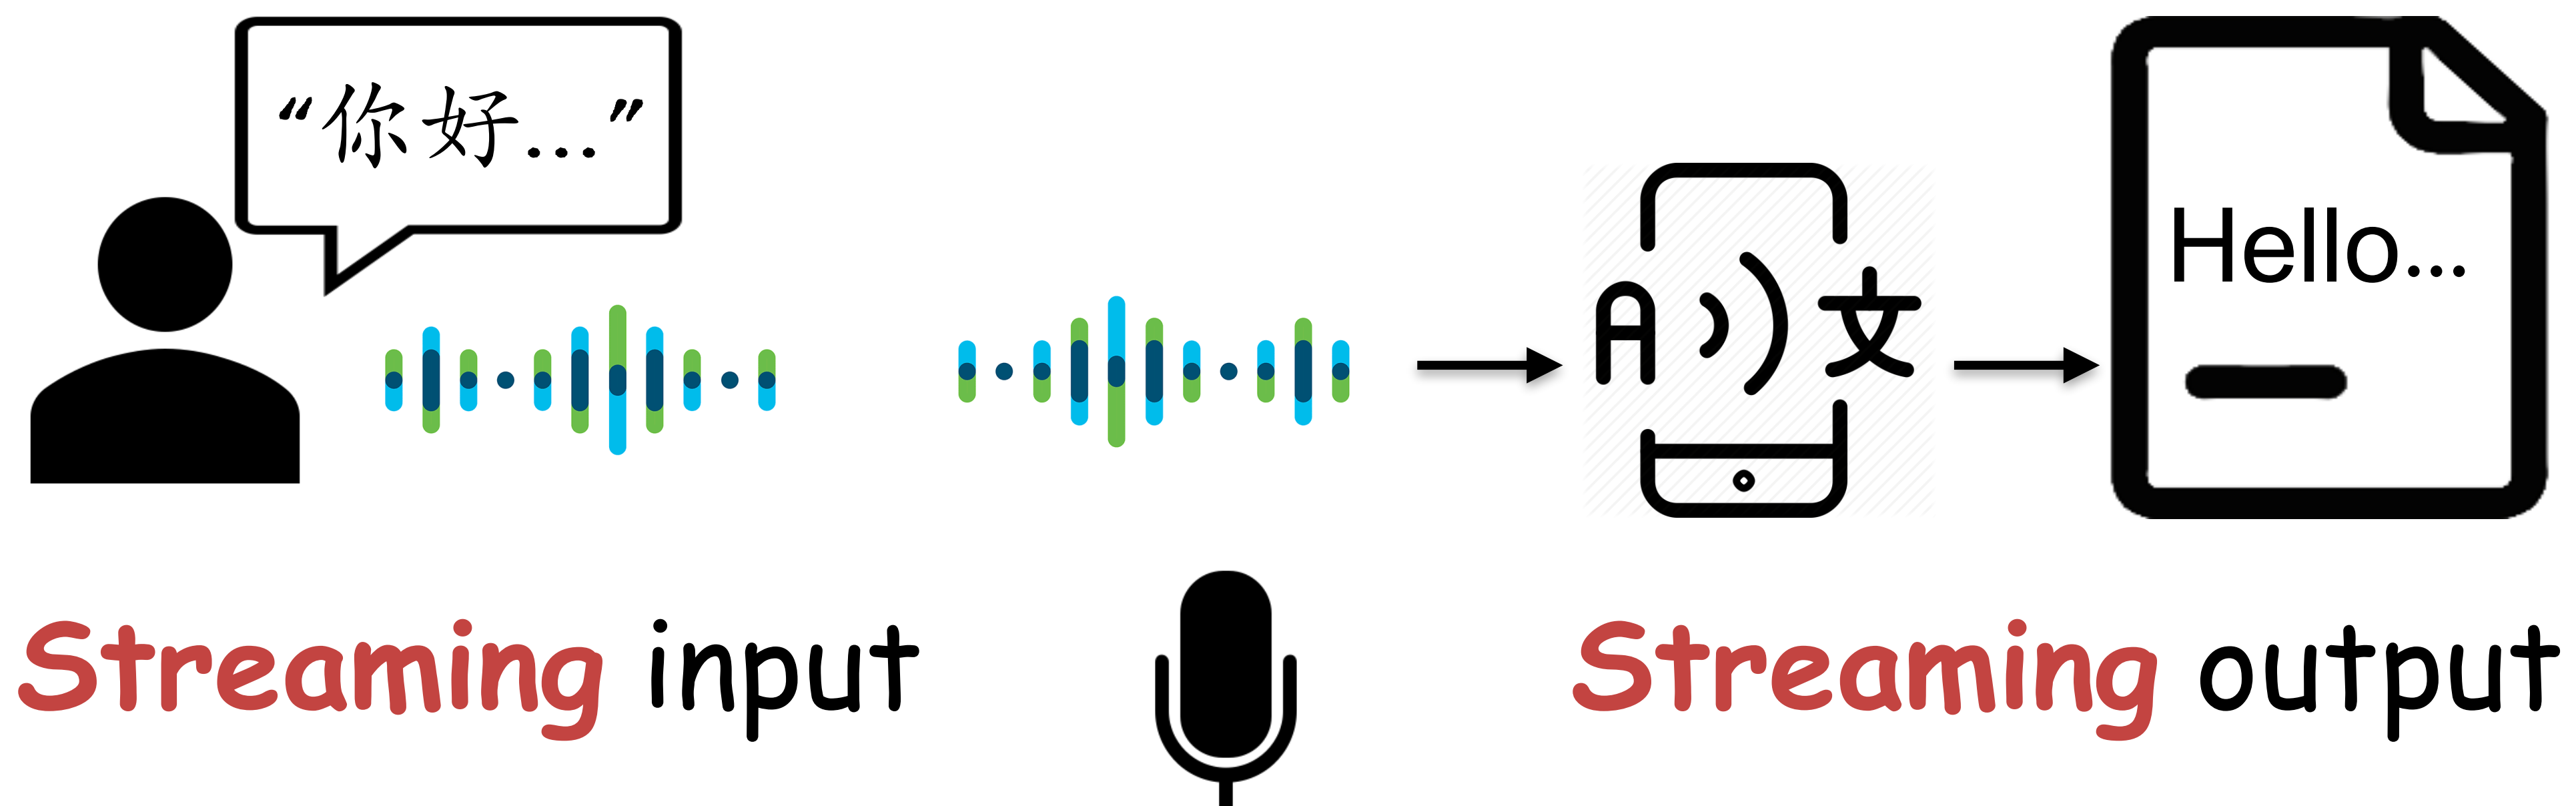 “你好...”
A 文
Hello...
Streaming input
Streaming output